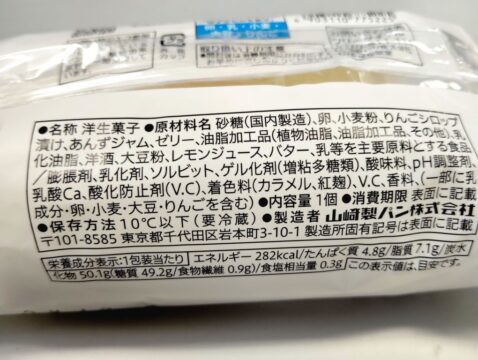 卵・乳・小麦・
取り扱い上の注意
●名称 洋生菓子 ●原材料名 砂糖(国内製造)、卵、小麦粉、りんごシロップ
漬け、あんずジャム、ゼリー、油脂加工品(植物油脂、油脂加工品、その他)、乳
化油脂、洋酒、大豆粉、レモンジュース、バター、乳等を主要原料とする食品
/膨脹剤、乳化剤、ソルビット、ゲル化剤(増粘多糖類)、酸味料、pH調整剤、
乳酸Ca、酸化防止剤(V.C)、着色料(カラメル、紅麹)、V.C、香料、(一部に乳
成分・卵・小麦・大豆・りんごを含む) ●内容量 1個 ●消費期限 表面に記載
●保存方法 10℃以下(要冷蔵) ●製造者 山崎製パン株式会社
〒101-8585 東京都千代田区岩本町3-10-1 製造所固有記号は表面に記載
栄養成分表示:1包装当たり エネルギー 282kcal/たんぱく質 4.8g/脂質 7.1g/炭水
化物 50.1g(糖質 49.2g/食物繊維 0.9g)/食塩相当量 0.3g この表示値は、目安です。